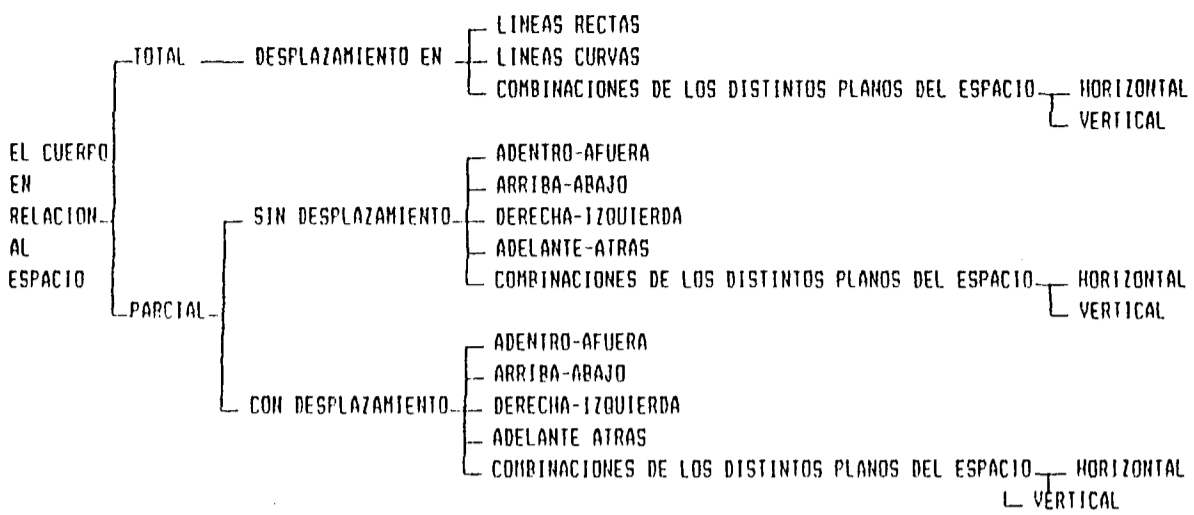 LINEAS RECTAS
TOTAL DESPLAZAMIENTO EN LINEAS CURVAS
COMBINACIONES DE LOS DISTINTOS PLANOS DEL ESPACIO HORIZONTAL
VERTICAL
EL CUERPO ADENTRO-AFUERA
EN ARRIBA-ABAJO
RELACION SIN DESPLAZAMIENTO DERECHA-IZQUIERDA
AL ADELANTE-ATRAS
ESPACIO COMBINACIONES DE LOS DISTINTOS PLANOS DEL ESPACIO HORIZONTAL
PARCIAL VERTICAL
ADENTRO-AFUERA
ARRIBA-ABAJO
CON DESPLAZAMIENTO DERECHA-IZQUIERDA
ADELANTE ATRAS
COMBINACIONES DE LOS DISTINTOS PLANOS DEL ESPACIO HORIZONTAL
VERTICAL